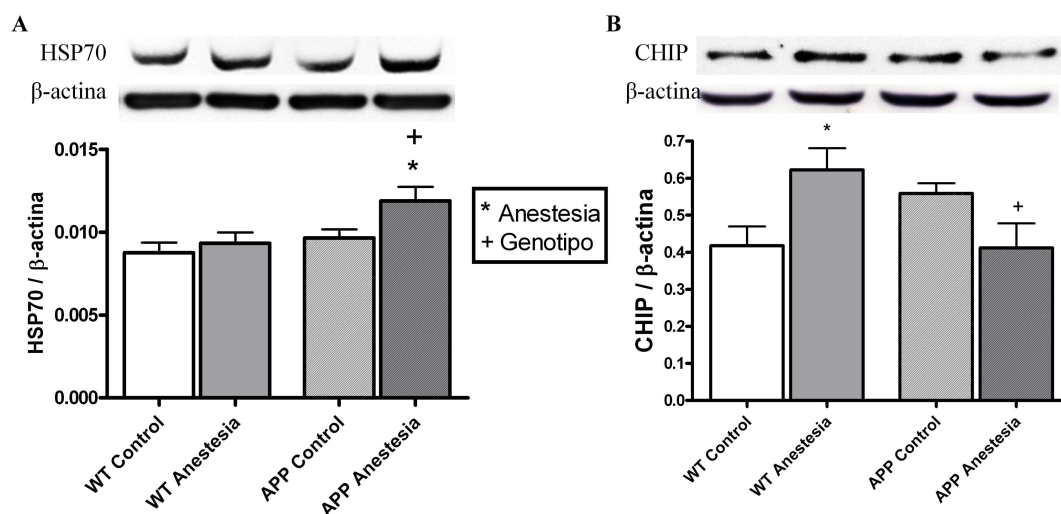 A
HSP70
β-actina
HSP70 / β-actina
0.015
0.010
0.005
0.000
+
*
WT Control
WT Anestesia
APP Control
APP Anestesia
* Anestesia
+ Genotipo
B
CHIP
β-actina
CHIP / β-actina
0.7
0.6
0.5
0.4
0.3
0.2
0.1
0.0
*
+
WT Control
WT Anestesia
APP Control
APP Anestesia